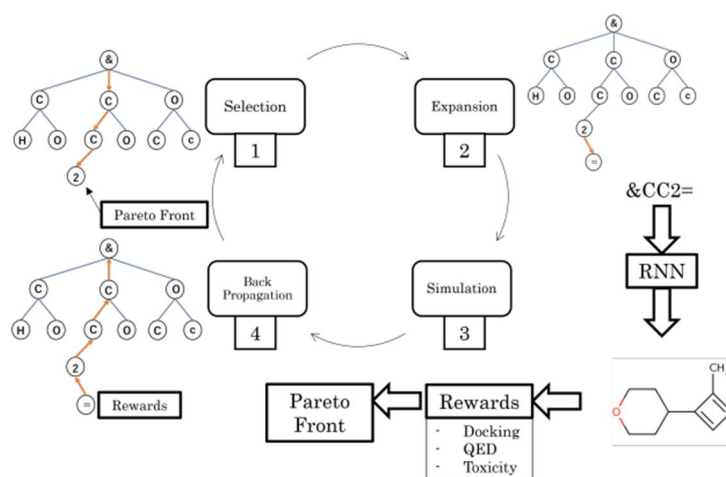 &
C C O
H O C O C c
2
Pareto Front
Selection
1
Expansion
2
&
C C O
H O C O C c
2
=
&CC2=
RNN
CH
O
Simulation
3
Back
Propagation
4
&
C C O
H O C O C c
2
=
Rewards
Pareto
Front
Rewards
- Docking
- QED
- Toxicity